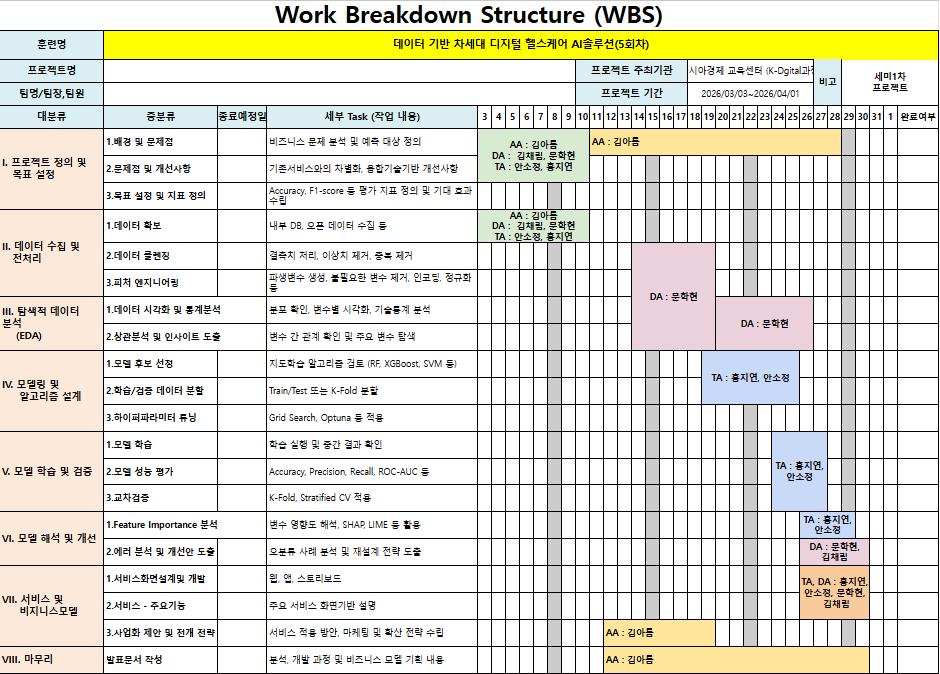 Work Breakdown Structure (WBS)
훈련명 데이터 기반 차세대 디지털 헬스케어 AI솔루션(5회차)
프로젝트명 프로젝트 주최기관 시아경제 교육센터 (K-Dgital과정 비고 세미1차
프로젝트
팀명/팀장,팀원 프로젝트 기간 2026/03/03~2026/04/01
대분류 중분류 종료예정일 세부 Task (작업 내용) 3 4 5 6 7 8 9 10 11 12 13 14 15 16 17 18 19 20 21 22 23 24 25 26 27 28 29 30 31 1 완료여부
I. 프로젝트 정의 및
목표 설정
1.배경 및 문제점 비즈니스 문제 분석 및 예측 대상 정의
AA : 김아름
DA : 김채림, 문학현
TA : 안소정, 홍지연
AA : 김아름
2.문제점 및 개선사항 기존서비스와의 차별화, 융합기술기반 개선사항
3.목표 설정 및 지표 정의 Accuracy, F1-score 등 평가 지표 정의 및 기대 효과
수립
II. 데이터 수집 및
전처리
1.데이터 확보 내부 DB, 오픈 데이터 수집 등
AA : 김아름
DA : 김채림, 문학현
TA : 안소정, 홍지연
2.데이터 클렌징 결측치 처리, 이상치 제거, 중복 제거
3.피처 엔지니어링 파생변수 생성, 불필요한 변수 제거, 인코딩, 정규화
등
DA : 문학현
III. 탐색적 데이터
분석
(EDA)
1.데이터 시각화 및 통계분석 분포 확인, 변수별 시각화, 기술통계 분석
DA : 문학현
2.상관분석 및 인사이트 도출 변수 간 관계 확인 및 주요 변수 탐색
IV. 모델링 및
알고리즘 설계
1.모델 후보 선정 지도학습 알고리즘 검토 (RF, XGBoost, SVM 등)
TA : 홍지연, 안소정
2.학습/검증 데이터 분할 Train/Test 또는 K-Fold 분할
3.하이퍼파라미터 튜닝 Grid Search, Optuna 등 적용
V. 모델 학습 및 검증
1.모델 학습 학습 실행 및 중간 결과 확인
TA : 홍지연,
안소정
2.모델 성능 평가 Accuracy, Precision, Recall, ROC-AUC 등
3.교차검증 K-Fold, Stratified CV 적용
VI. 모델 해석 및 개선
1.Feature Importance 분석 변수 영향도 해석, SHAP, LIME 등 활용
TA : 홍지연,
안소정
2.에러 분석 및 개선안 도출 오분류 사례 분석 및 재설계 전략 도출
DA : 문학현,
김채림
VII. 서비스 및
비지니스모델
1.서비스화면설계및 개발 웹, 앱, 스토리보드
TA, DA : 홍지연,
안소정, 문학현,
김채림
2.서비스 - 주요기능 주요 서비스 화면기반 설명
3.사업화 제안 및 전개 전략 서비스 적용 방안, 마케팅 및 확산 전략 수립
AA : 김아름
VIII. 마무리 발표문서 작성 분석, 개발 과정 및 비즈니스 모델 기획 내용
AA : 김아름